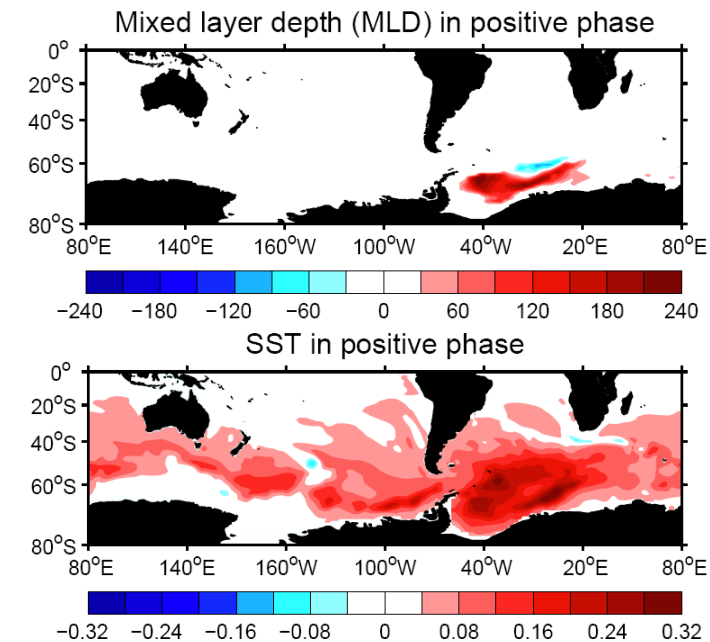 Mixed layer depth (MLD) in positive phase
0°
20°S
40°S
60°S
80°S
80°E 140°E 160°W 100°W 40°W 20°E 80°E
−240 −180 −120 −60 0 60 120 180 240
SST in positive phase
0°
20°S
40°S
60°S
80°S
80°E 140°E 160°W 100°W 40°W 20°E 80°E
−0.32 −0.24 −0.16 −0.08 0 0.08 0.16 0.24 0.32